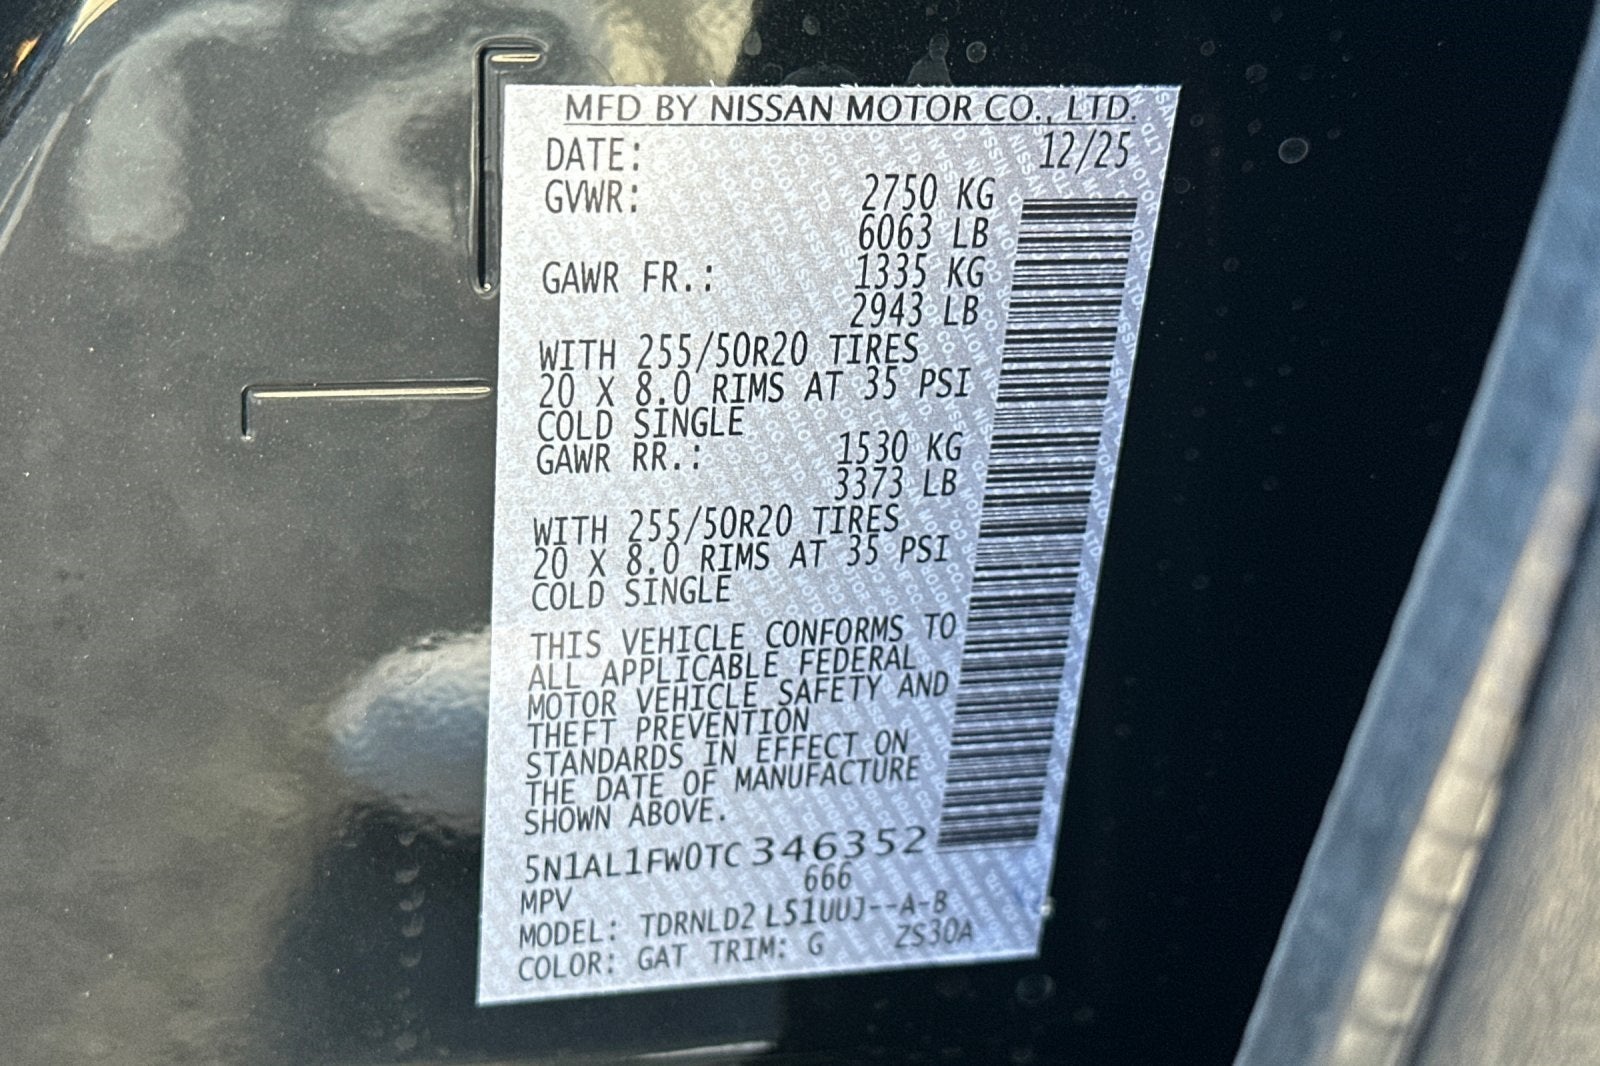 MFD BY NISSAN MOTOR CO., LTD.
DATE: 12/25
GVWR: 2750 KG
6063 LB
GAWR FR.: 1335 KG
2943 LB
WITH 255/50R20 TIRES
20 X 8.0 RIMS AT 35 PSI
COLD SINGLE
GAWR RR.: 1530 KG
3373 LB
WITH 255/50R20 TIRES
20 X 8.0 RIMS AT 35 PSI
COLD SINGLE
THIS VEHICLE CONFORMS TO
ALL APPLICABLE FEDERAL
MOTOR VEHICLE SAFETY AND
THEFT PREVENTION
STANDARDS IN EFFECT ON
THE DATE OF MANUFACTURE
SHOWN ABOVE.
5N1AL1FW0TC346352
MPV 666
MODEL: TDRNLD2 L51UUJ--A-B
COLOR: GAT TRIM: G ZS30A